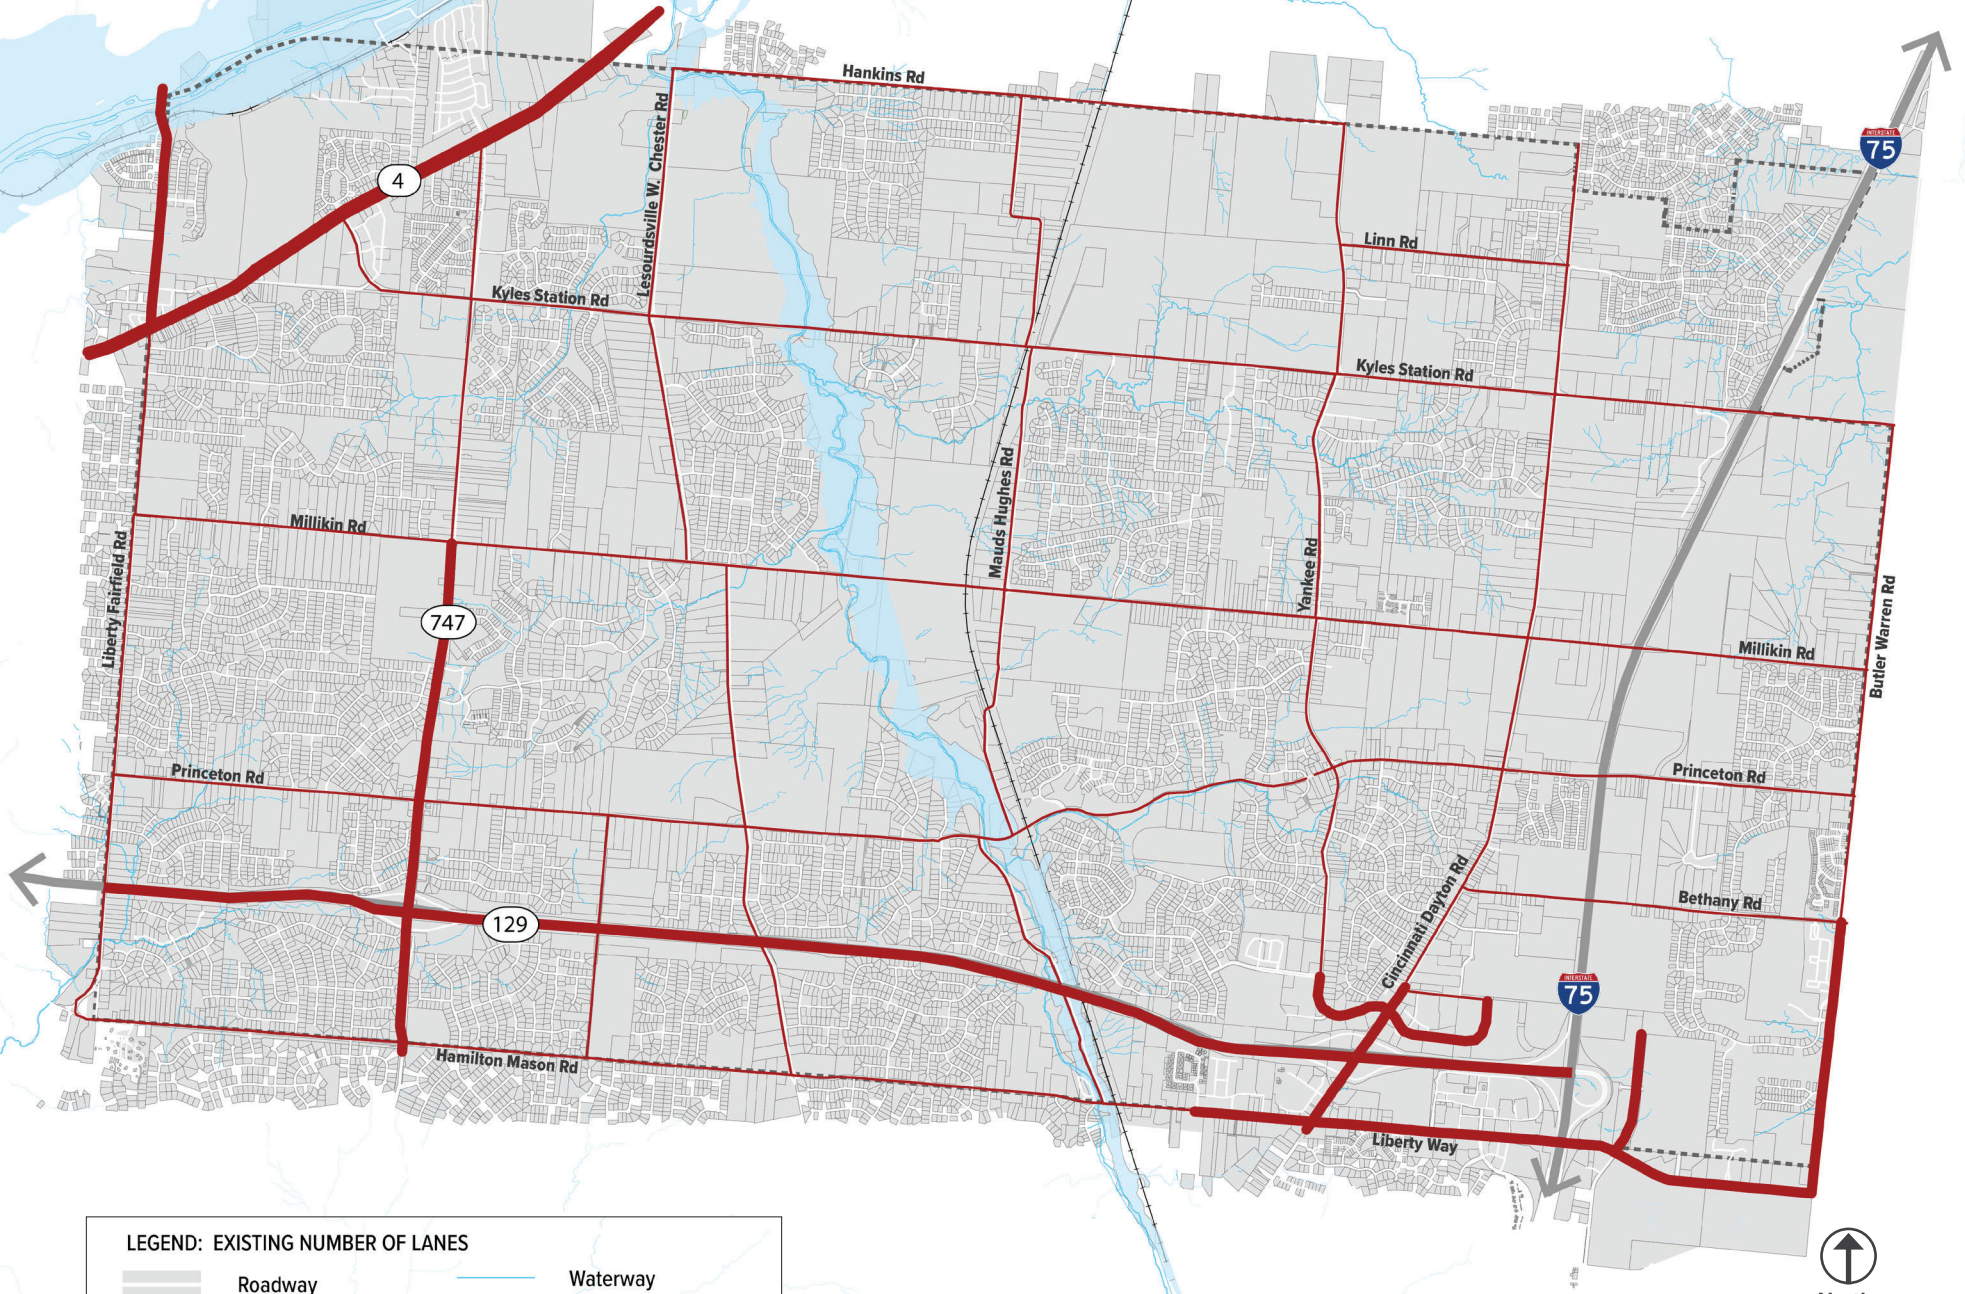 Hankins Rd
INTERSTATE
75
4
Lesourdsville W. Chester Rd
Linn Rd
Kyles Station Rd
Kyles Station Rd
Mauds Hughes Rd
Millikin Rd
Liberty Fairfield Rd
Yankee Rd
Butler Warren Rd
747
Millikin Rd
Princeton Rd
Princeton Rd
Cincinnati Dayton Rd
Bethany Rd
129
INTERSTATE
75
Hamilton Mason Rd
Liberty Way
LEGEND: EXISTING NUMBER OF LANES
Roadway
Waterway